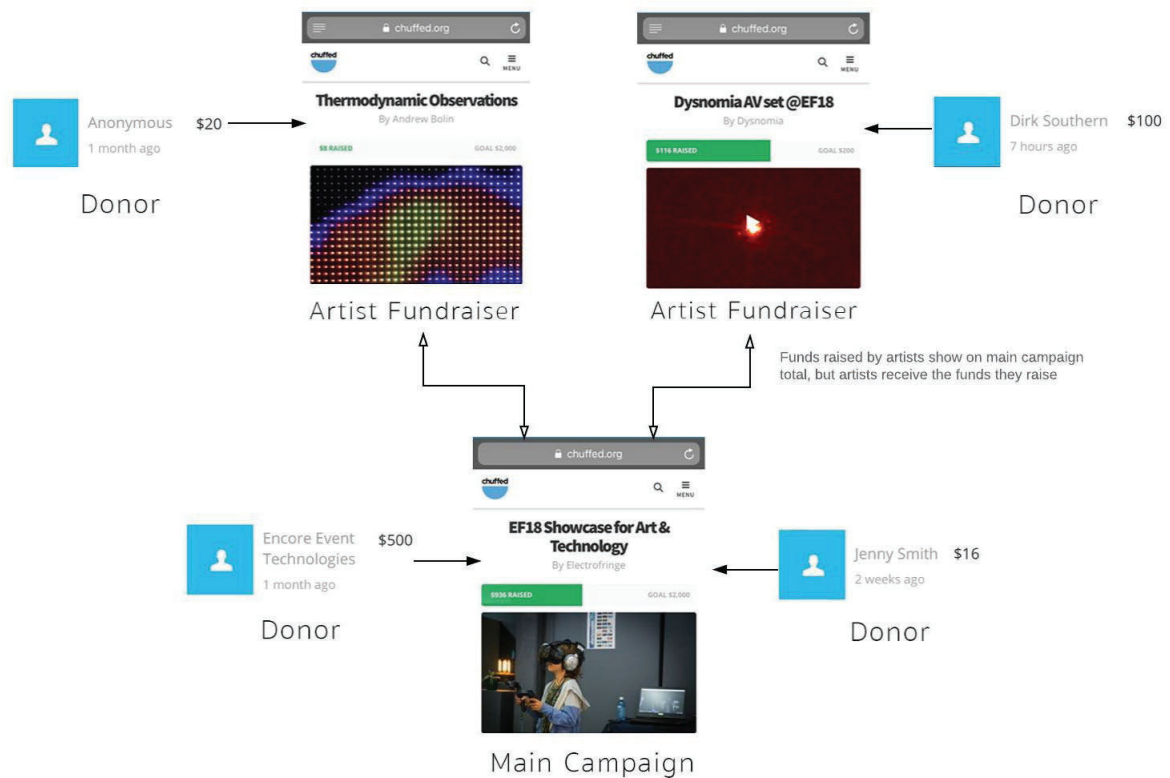 chuffed.org
chuffed
MENU
Thermodynamic Observations
By Andrew Bolin
$8 RAISED
GOAL $2,000
Artist Fundraiser
chuffed.org
chuffed
MENU
Dysnomia AV set @EF18
By Dysnomia
$116 RAISED
GOAL $200
Artist Fundraiser
Anonymous $20
1 month ago
Donor
Dirk Southern $100
7 hours ago
Donor
Funds raised by artists show on main campaign
total, but artists receive the funds they raise
chuffed.org
chuffed
MENU
EF18 Showcase for Art &
Technology
By Electrofringe
$936 RAISED
GOAL $2,000
Main Campaign
Encore Event $500
Technologies
1 month ago
Donor
Jenny Smith $16
2 weeks ago
Donor